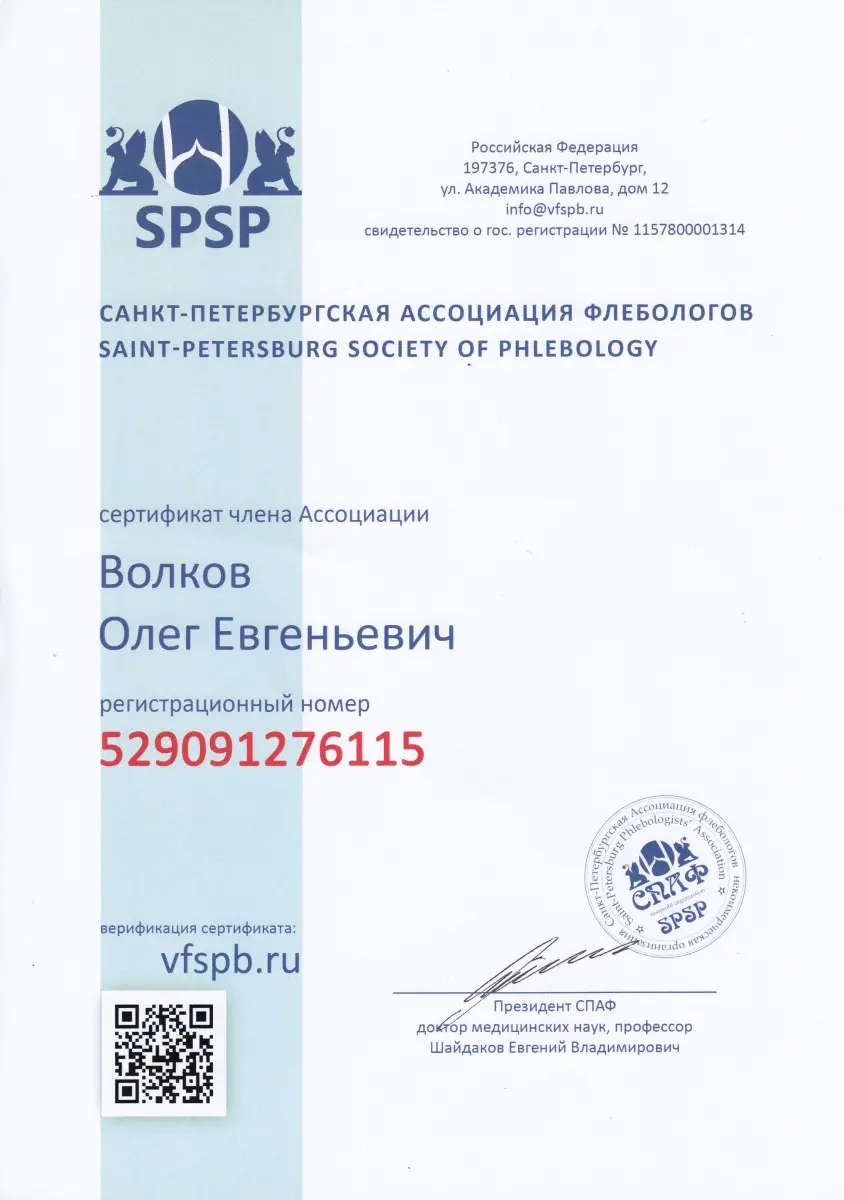 SPSP
Российская Федерация
197376, Санкт-Петербург,
ул. Академика Павлова, дом 12
info@vfspb.ru
свидетельство о гос. регистрации № 1157800001314
САНКТ-ПЕТЕРБУРГСКАЯ АССОЦИАЦИЯ ФЛЕБОЛОГОВ
SAINT-PETERSBURG SOCIETY OF PHLEBOLOGY
сертификат члена Ассоциации
Волков
Олег Евгеньевич
регистрационный номер
529091276115
Санкт-Петербургская Ассоциация флебологов некоммерческая организация
Saint-Petersburg Phlebologists' Association
СПАФ
nonprofit organization
SPSP
верификация сертификата:
vfspb.ru
Президент СПАФ
доктор медицинских наук, профессор
Шайдаков Евгений Владимирович